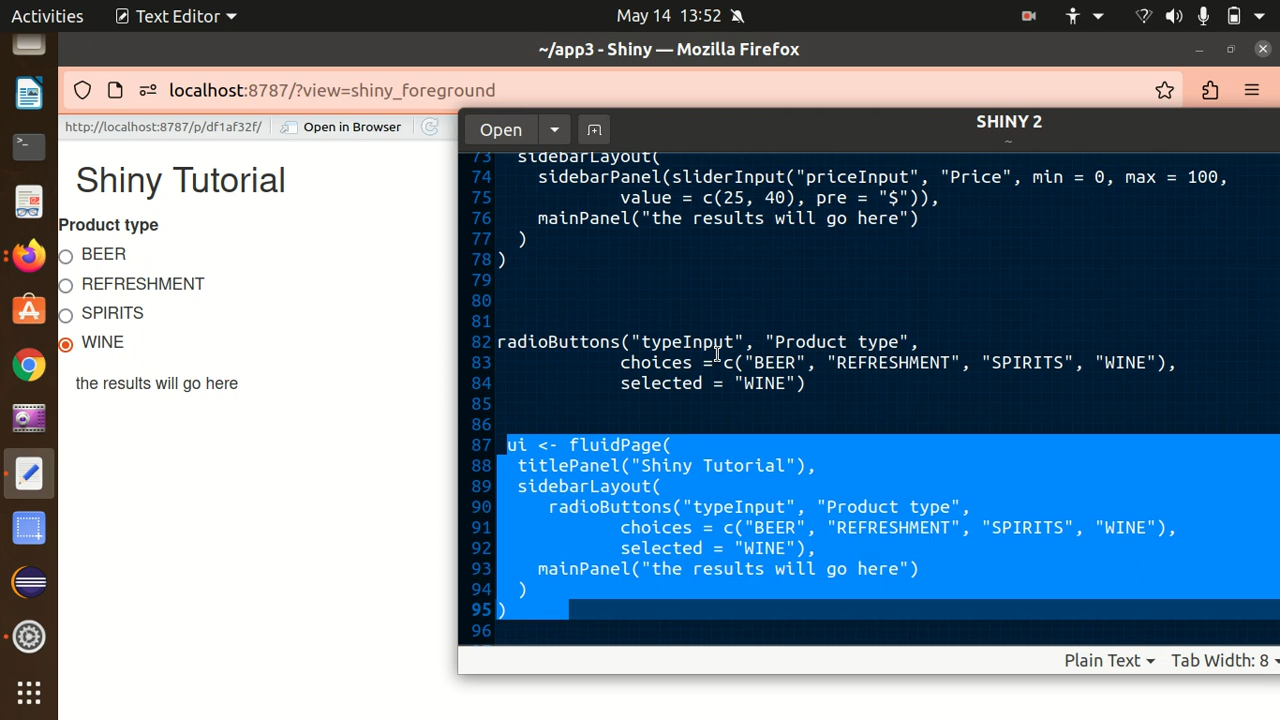 Activities Text Editor May 14 13:52
~/app3 - Shiny — Mozilla Firefox
localhost:8787/?view=shiny_foreground
http://localhost:8787/p/df1af32f/ Open in Browser
Shiny Tutorial
Product type
BEER
REFRESHMENT
SPIRITS
WINE
the results will go here
Open SHINY 2
~
73 sidebarLayout(
74 sidebarPanel(sliderInput("priceInput", "Price", min = 0, max = 100,
75 value = c(25, 40), pre = "$")),
76 mainPanel("the results will go here")
77 )
78 )
79
80
81
82 radioButtons("typeInput", "Product type",
83 choices = c("BEER", "REFRESHMENT", "SPIRITS", "WINE"),
84 selected = "WINE")
85
86
87 ui <- fluidPage(
88 titlePanel("Shiny Tutorial"),
89 sidebarLayout(
90 radioButtons("typeInput", "Product type",
91 choices = c("BEER", "REFRESHMENT", "SPIRITS", "WINE"),
92 selected = "WINE"),
93 mainPanel("the results will go here")
94 )
95 )
96
Plain Text Tab Width: 8